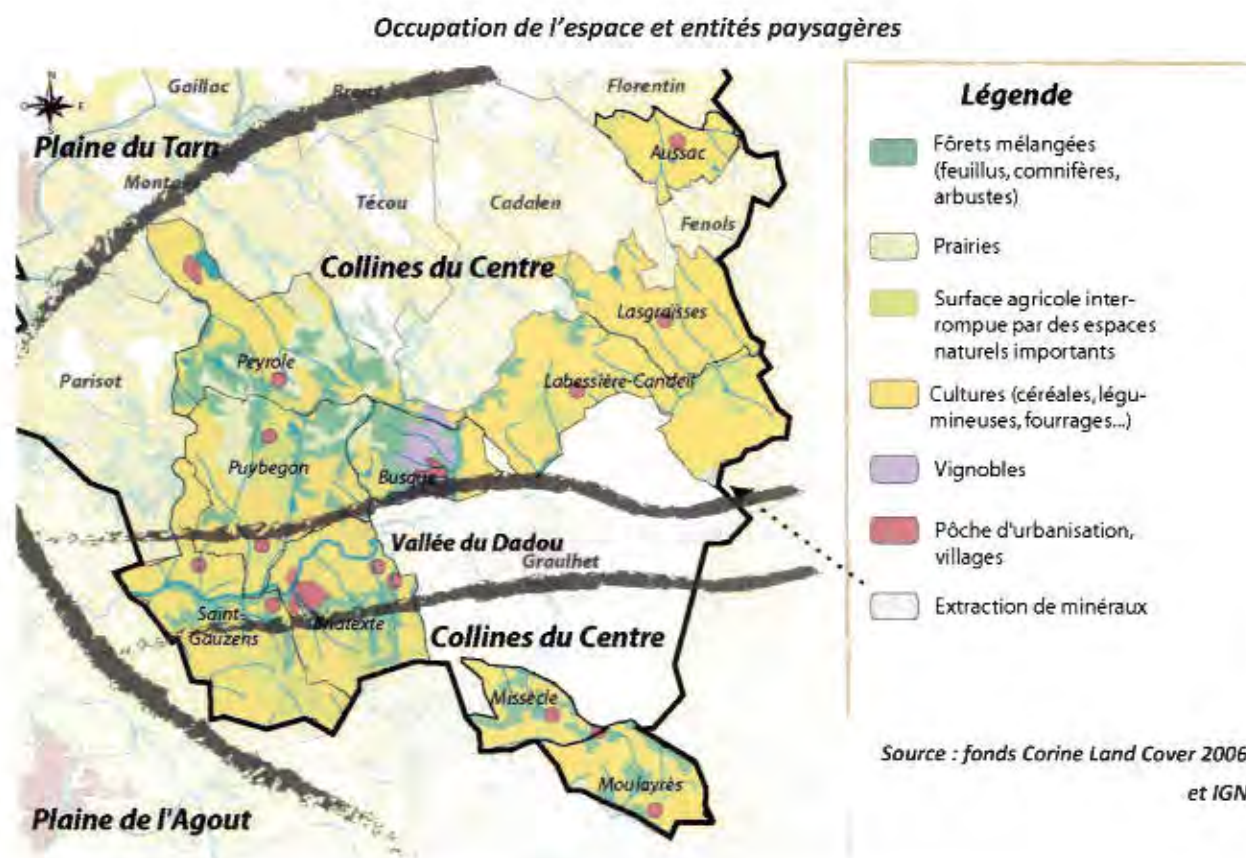 Occupation de l'espace et entités paysagères
N
E
Gaillac
Florentin
Plaine du Tarn
Aussac
Técou
Cadalen
Fenols
Collines du Centre
Lasgraïsses
Peyrole
Parisot
Labessière-Candeil
Puybegon
Busque
Vallée du Dadou
Graulhet
Saint-
Gauzens
Briatexte
Collines du Centre
Missècle
Moulayrès
Plaine de l'Agout
Légende
Fôrets mélangées
(feuillus, comnifères,
arbustes)
Prairies
Surface agricole inter-
rompue par des espaces
naturels importants
Cultures (céréales, légu-
mineuses, fourrages...)
Vignobles
Pôche d'urbanisation,
villages
Extraction de minéraux
Source : fonds Corine Land Cover 2006
et IGN